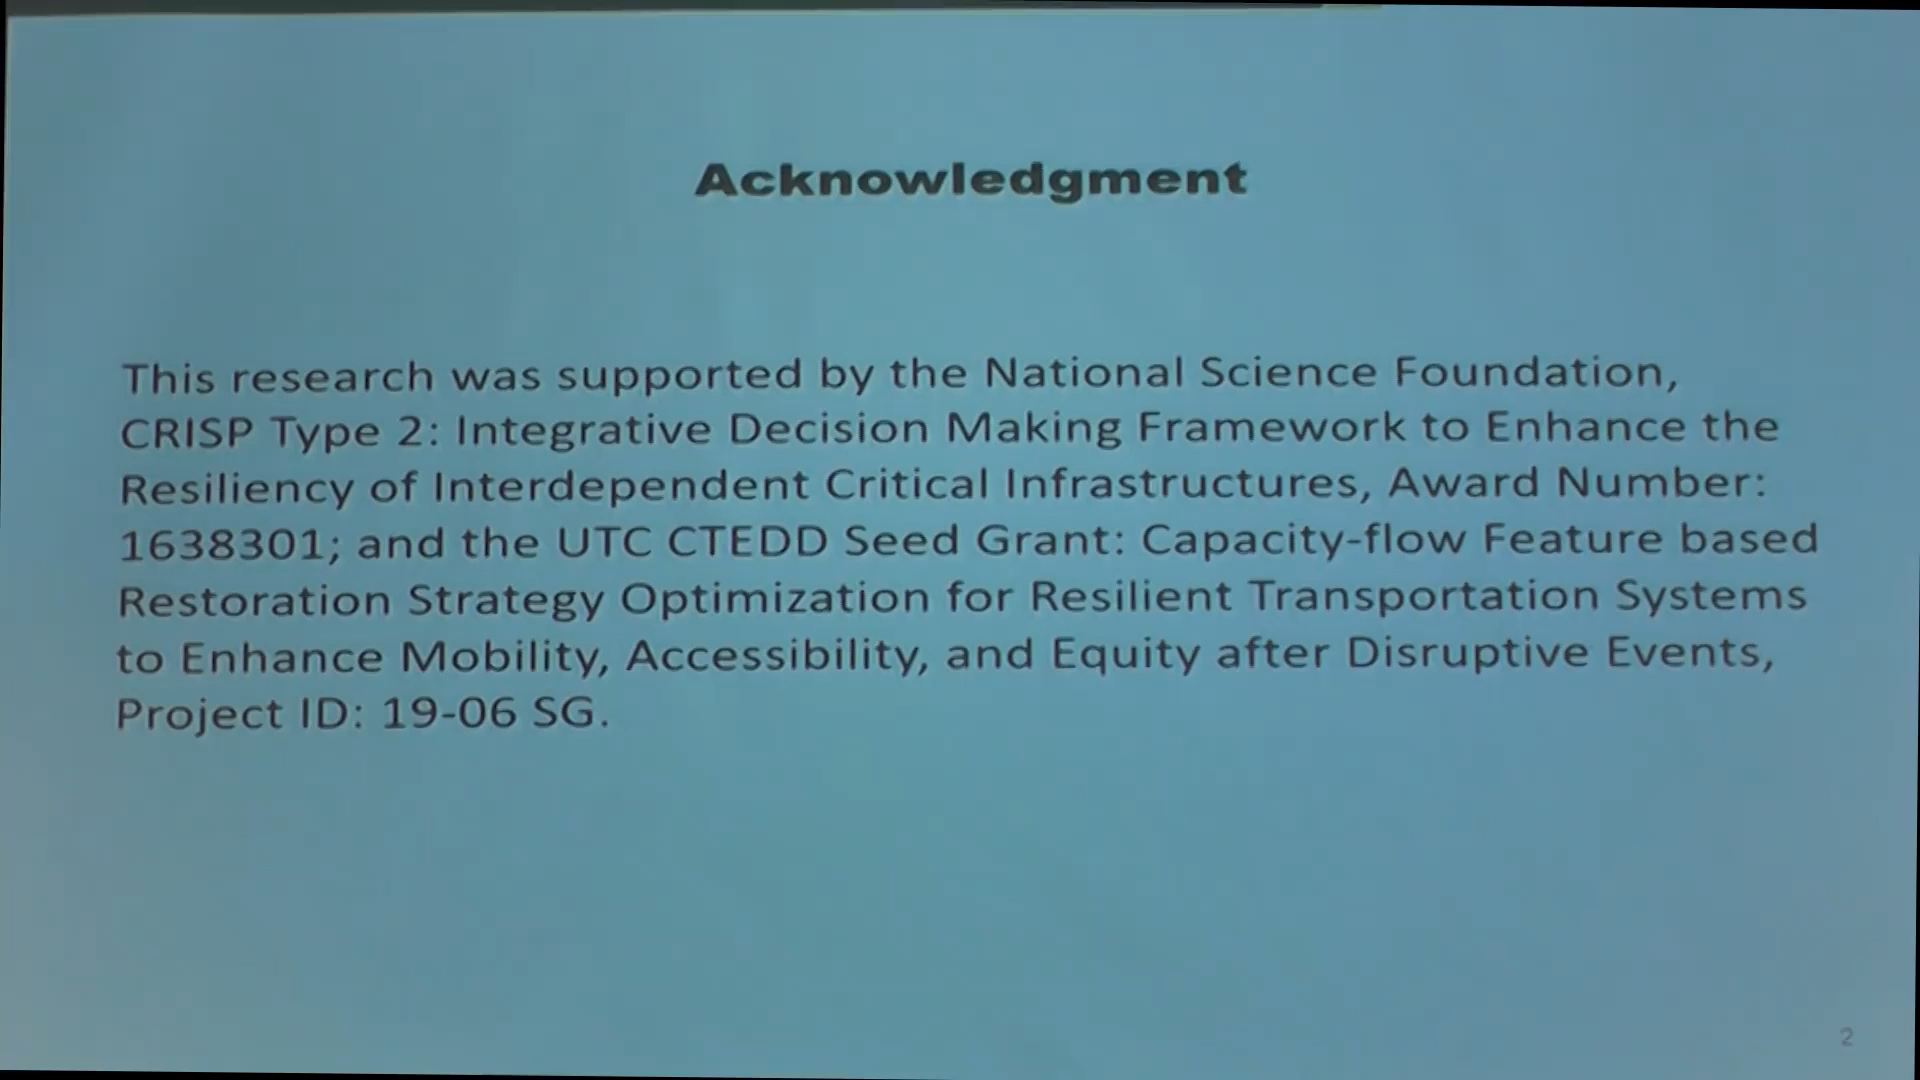 Acknowledgment
This research was supported by the National Science Foundation,
CRISP Type 2: Integrative Decision Making Framework to Enhance the
Resiliency of Interdependent Critical Infrastructures, Award Number:
1638301; and the UTC CTEDD Seed Grant: Capacity-flow Feature based
Restoration Strategy Optimization for Resilient Transportation Systems
to Enhance Mobility, Accessibility, and Equity after Disruptive Events,
Project ID: 19-06 SG.
2